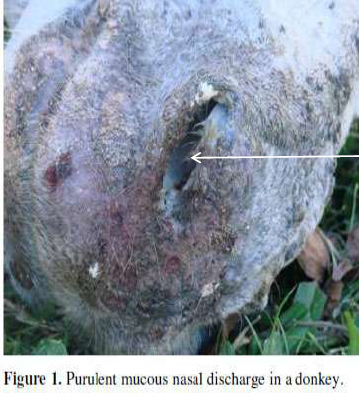 Figure 1. Purulent mucous nasal discharge in a donkey.